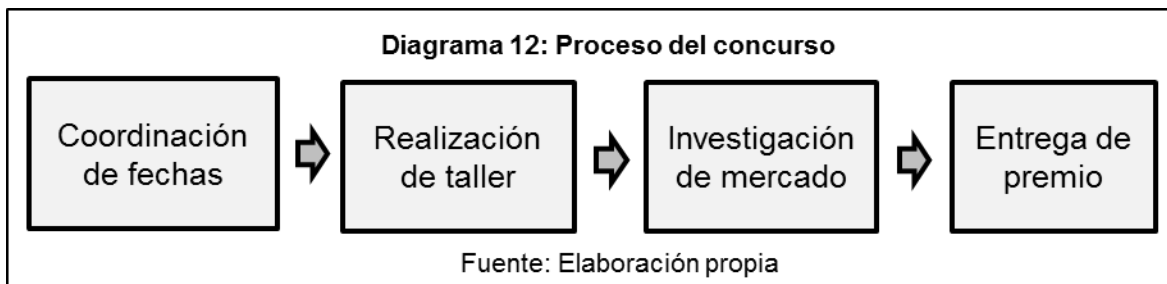 Diagrama 12: Proceso del concurso
Coordinación
de fechas
Realización
de taller
Investigación
de mercado
Entrega de
premio
Fuente: Elaboración propia